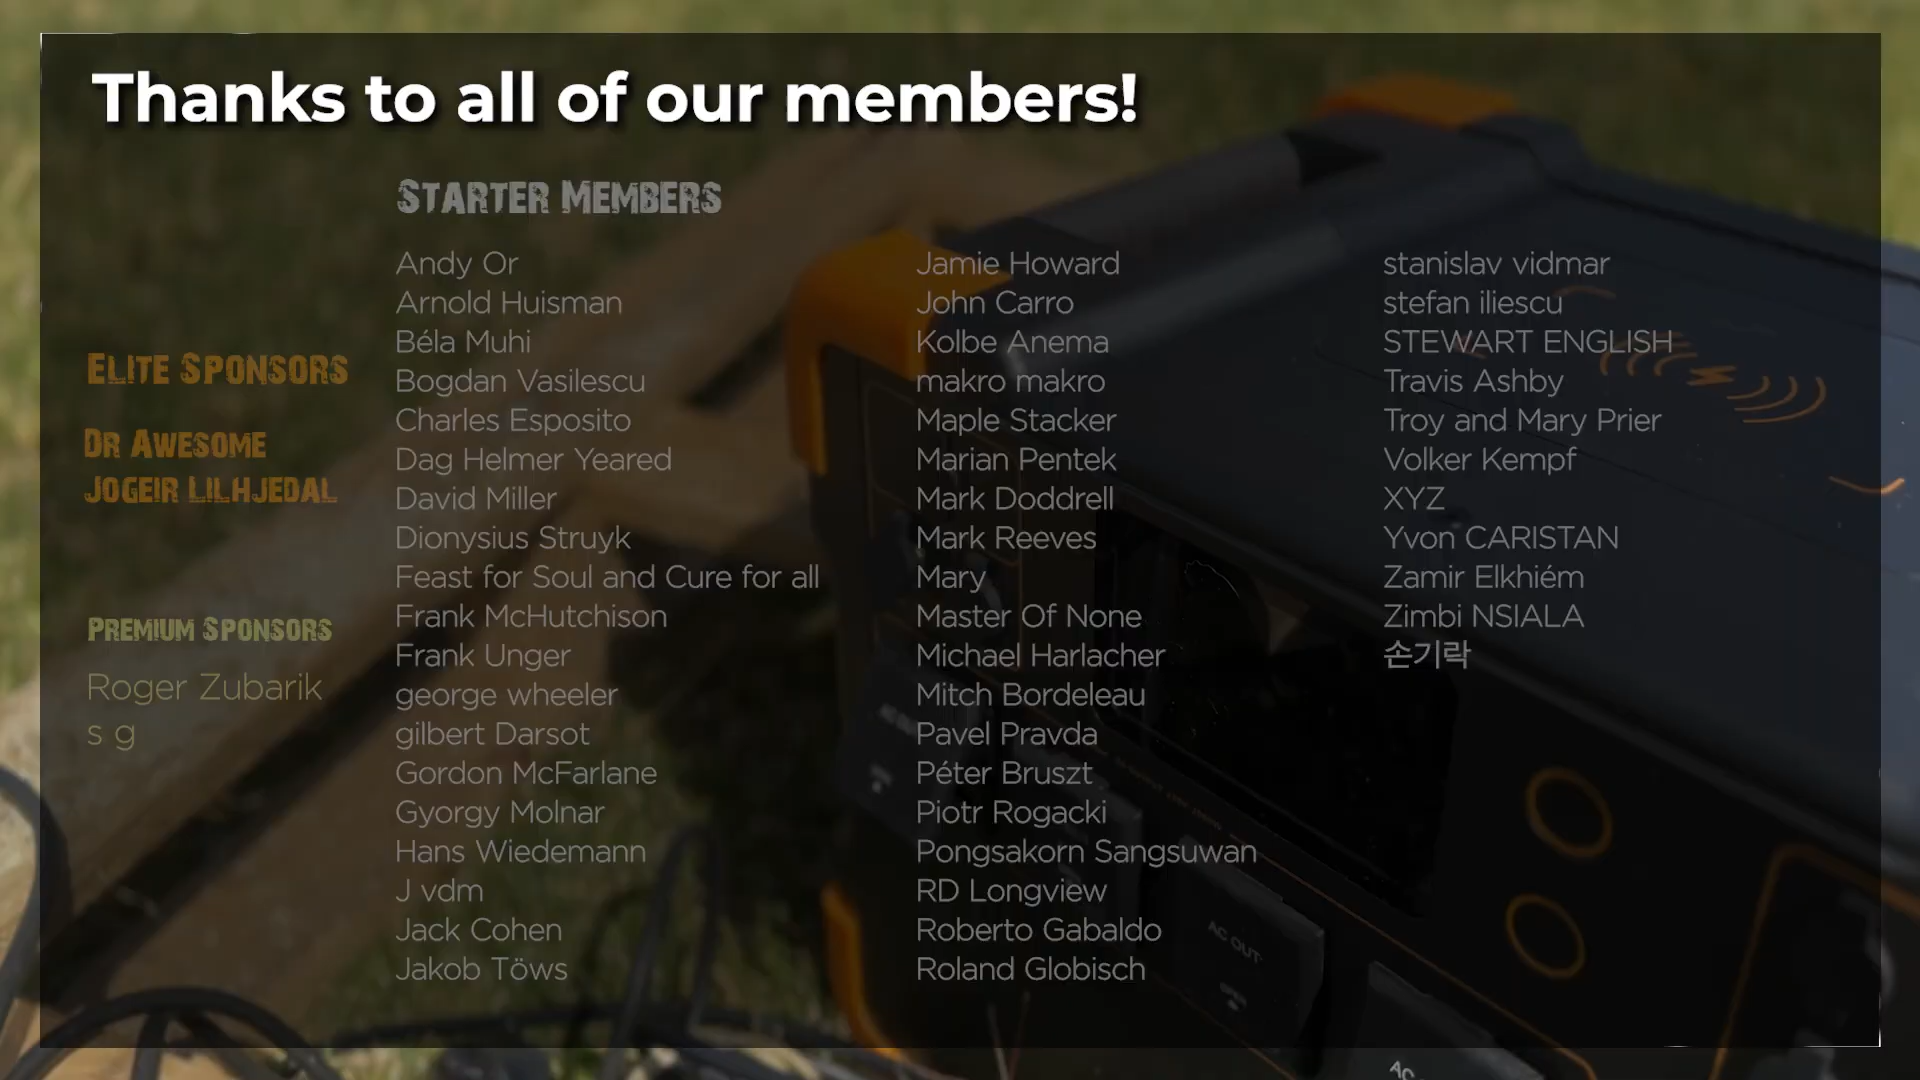 Thanks to all of our members!
ELITE SPONSORS
DR AWESOME
JOGEIR LILHJEDAL
PREMIUM SPONSORS
Roger Zubarik
s g
STARTER MEMBERS
Andy Or
Arnold Huisman
Béla Muhi
Bogdan Vasilescu
Charles Esposito
Dag Helmer Yeared
David Miller
Dionysius Struyk
Feast for Soul and Cure for all
Frank McHutchison
Frank Unger
george wheeler
gilbert Darsot
Gordon McFarlane
Gyorgy Molnar
Hans Wiedemann
J vdm
Jack Cohen
Jakob Töws
Jamie Howard
John Carro
Kolbe Anema
makro makro
Maple Stacker
Marian Pentek
Mark Doddrell
Mark Reeves
Mary
Master Of None
Michael Harlacher
Mitch Bordeleau
Pavel Pravda
Péter Bruszt
Piotr Rogacki
Pongsakorn Sangsuwan
RD Longview
Roberto Gabaldo
Roland Globisch
stanislav vidmar
stefan iliescu
STEWART ENGLISH
Travis Ashby
Troy and Mary Prier
Volker Kempf
XYZ
Yvon CARISTAN
Zamir Elkhiém
Zimbi NSIALA
손기락
AC OUT
OPEN
AC